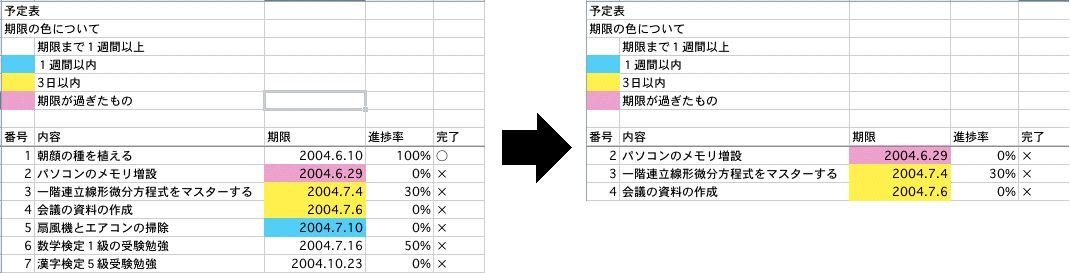 予定表
期限の色について
期限まで１週間以上
１週間以内
3日以内
期限が過ぎたもの
番号 内容 期限 進捗率 完了
1 朝顔の種を植える 2004.6.10 100% ○
2 パソコンのメモリ増設 2004.6.29 0% ×
3 一階連立線形微分方程式をマスターする 2004.7.4 30% ×
4 会議の資料の作成 2004.7.6 0% ×
5 扇風機とエアコンの掃除 2004.7.10 0% ×
6 数学検定１級の受験勉強 2004.7.16 50% ×
7 漢字検定５級受験勉強 2004.10.23 0% ×
予定表
期限の色について
期限まで１週間以上
１週間以内
3日以内
期限が過ぎたもの
番号 内容 期限 進捗率 完了
2 パソコンのメモリ増設 2004.6.29 0% ×
3 一階連立線形微分方程式をマスターする 2004.7.4 30% ×
4 会議の資料の作成 2004.7.6 0% ×